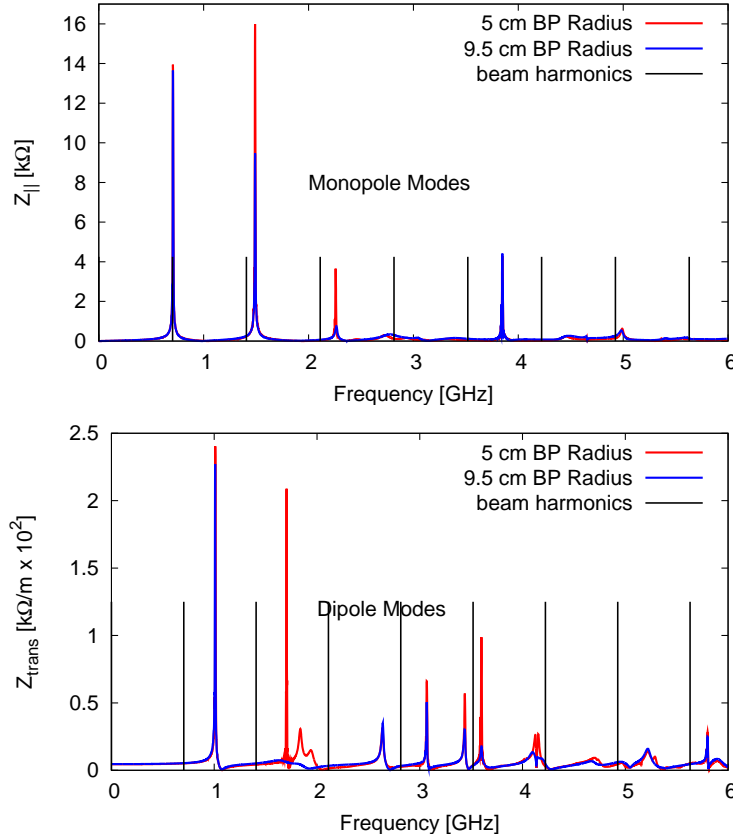 16
14
12
10
8
6
4
2
0
Z|| [kΩ]
5 cm BP Radius
9.5 cm BP Radius
beam harmonics
Monopole Modes
0 1 2 3 4 5 6
Frequency [GHz]
2.5
2
1.5
1
0.5
0
Ztrans [kΩ/m x 10²]
5 cm BP Radius
9.5 cm BP Radius
beam harmonics
Dipole Modes
0 1 2 3 4 5 6
Frequency [GHz]